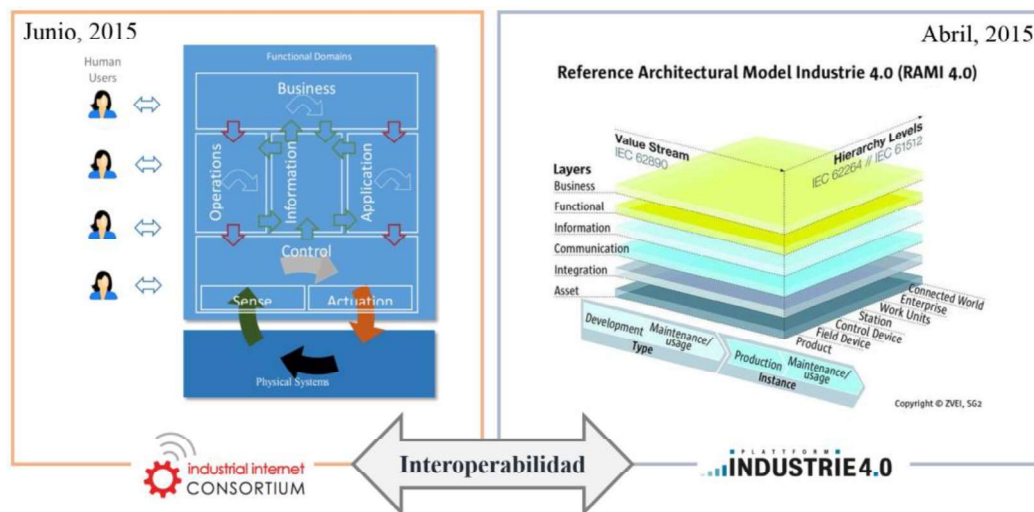 Junio, 2015
Human
Users
Functional Domains
Business
Operations
Information
Application
Control
Sense
Actuation
Physical Systems
industrial internet
CONSORTIUM
Interoperabilidad
Abril, 2015
Reference Architectural Model Industrie 4.0 (RAMI 4.0)
Value Stream
IEC 62890
Hierarchy Levels
IEC 62264 // IEC 61512
Layers
Business
Functional
Information
Communication
Integration
Asset
Connected World
Enterprise
Work Units
Station
Control Device
Field Device
Product
Development
Maintenance/
usage
Type
Production
Maintenance/
usage
Instance
Copyright © ZVEI, SG2
PLATTFORM
INDUSTRIE4.0